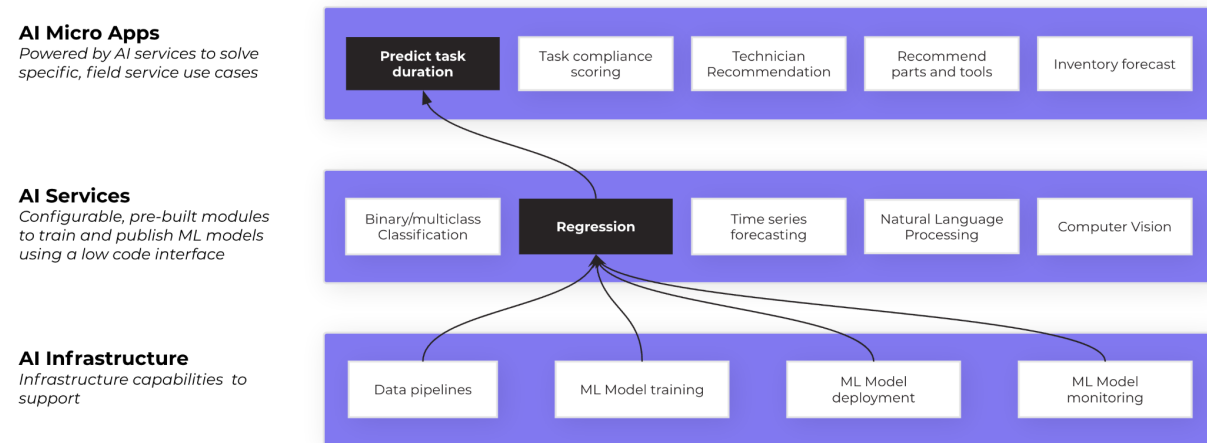 AI Micro Apps
Powered by AI services to solve
specific, field service use cases
Predict task
duration
Task compliance
scoring
Technician
Recommendation
Recommend
parts and tools
Inventory forecast
AI Services
Configurable, pre-built modules
to train and publish ML models
using a low code interface
Binary/multiclass
Classification
Regression
Time series
forecasting
Natural Language
Processing
Computer Vision
AI Infrastructure
Infrastructure capabilities to
support
Data pipelines
ML Model training
ML Model
deployment
ML Model
monitoring